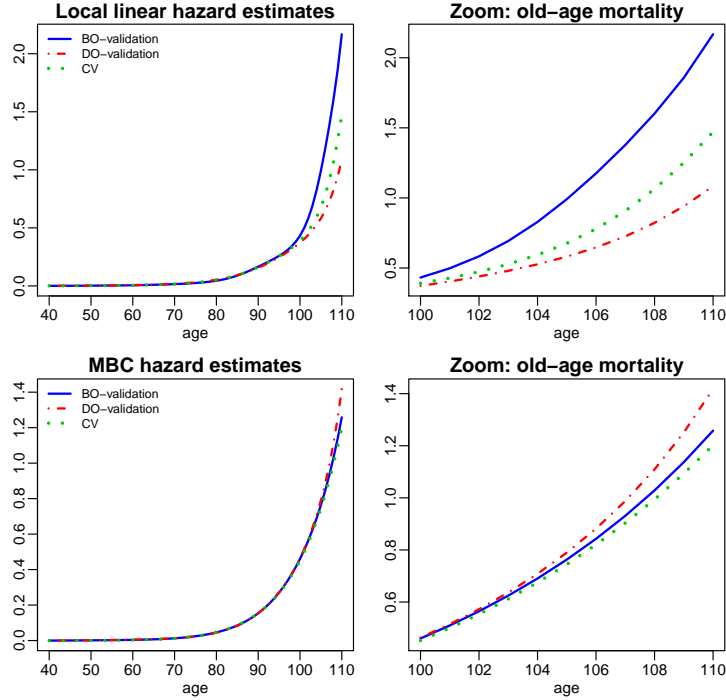 Local linear hazard estimates
BO−validation
DO−validation
CV
0.0 0.5 1.0 1.5 2.0
40 50 60 70 80 90 100 110
age
Zoom: old−age mortality
0.5 1.0 1.5 2.0
100 102 104 106 108 110
age
MBC hazard estimates
BO−validation
DO−validation
CV
0.0 0.2 0.4 0.6 0.8 1.0 1.2 1.4
40 50 60 70 80 90 100 110
age
Zoom: old−age mortality
0.6 0.8 1.0 1.2 1.4
100 102 104 106 108 110
age